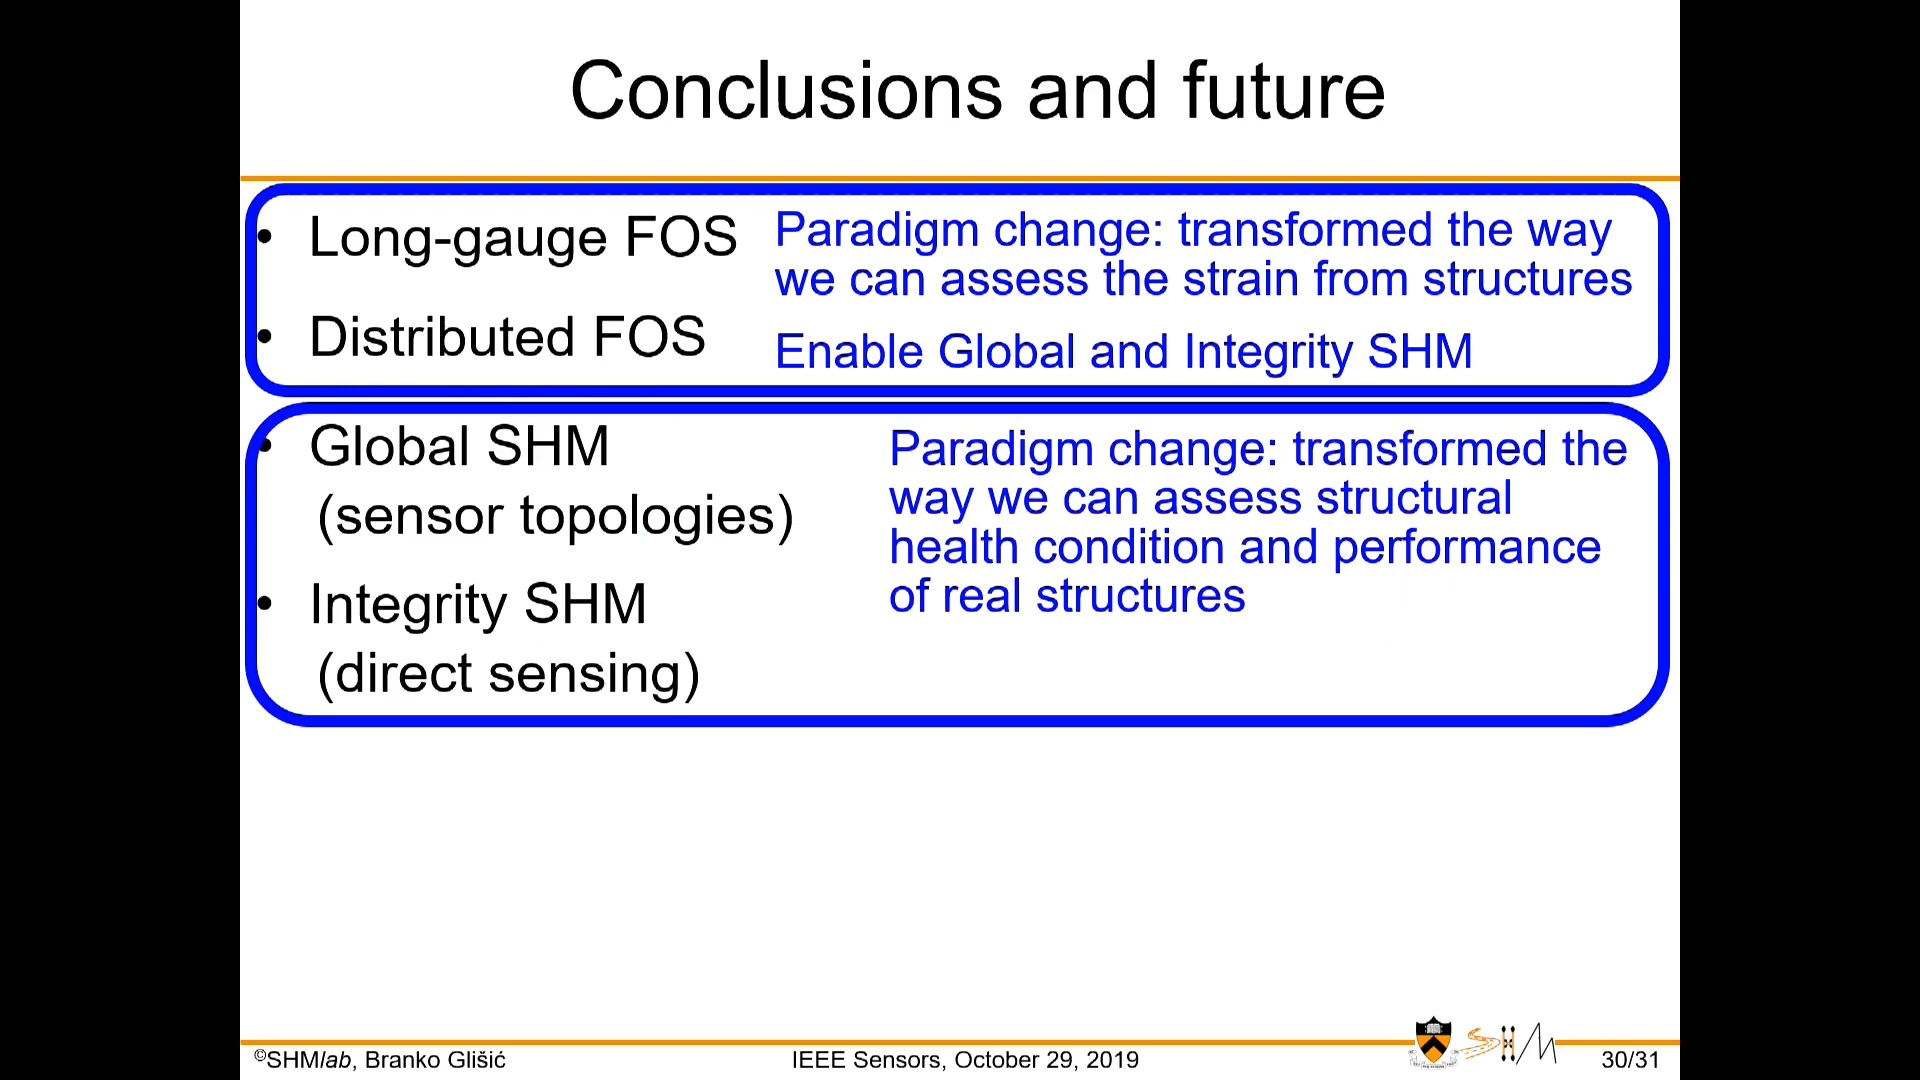 Conclusions and future
• Long-gauge FOS
Paradigm change: transformed the way
we can assess the strain from structures
• Distributed FOS
Enable Global and Integrity SHM
• Global SHM
(sensor topologies)
Paradigm change: transformed the
way we can assess structural
health condition and performance
of real structures
• Integrity SHM
(direct sensing)
©SHMlab, Branko Glišić
IEEE Sensors, October 29, 2019
SHM
30/31